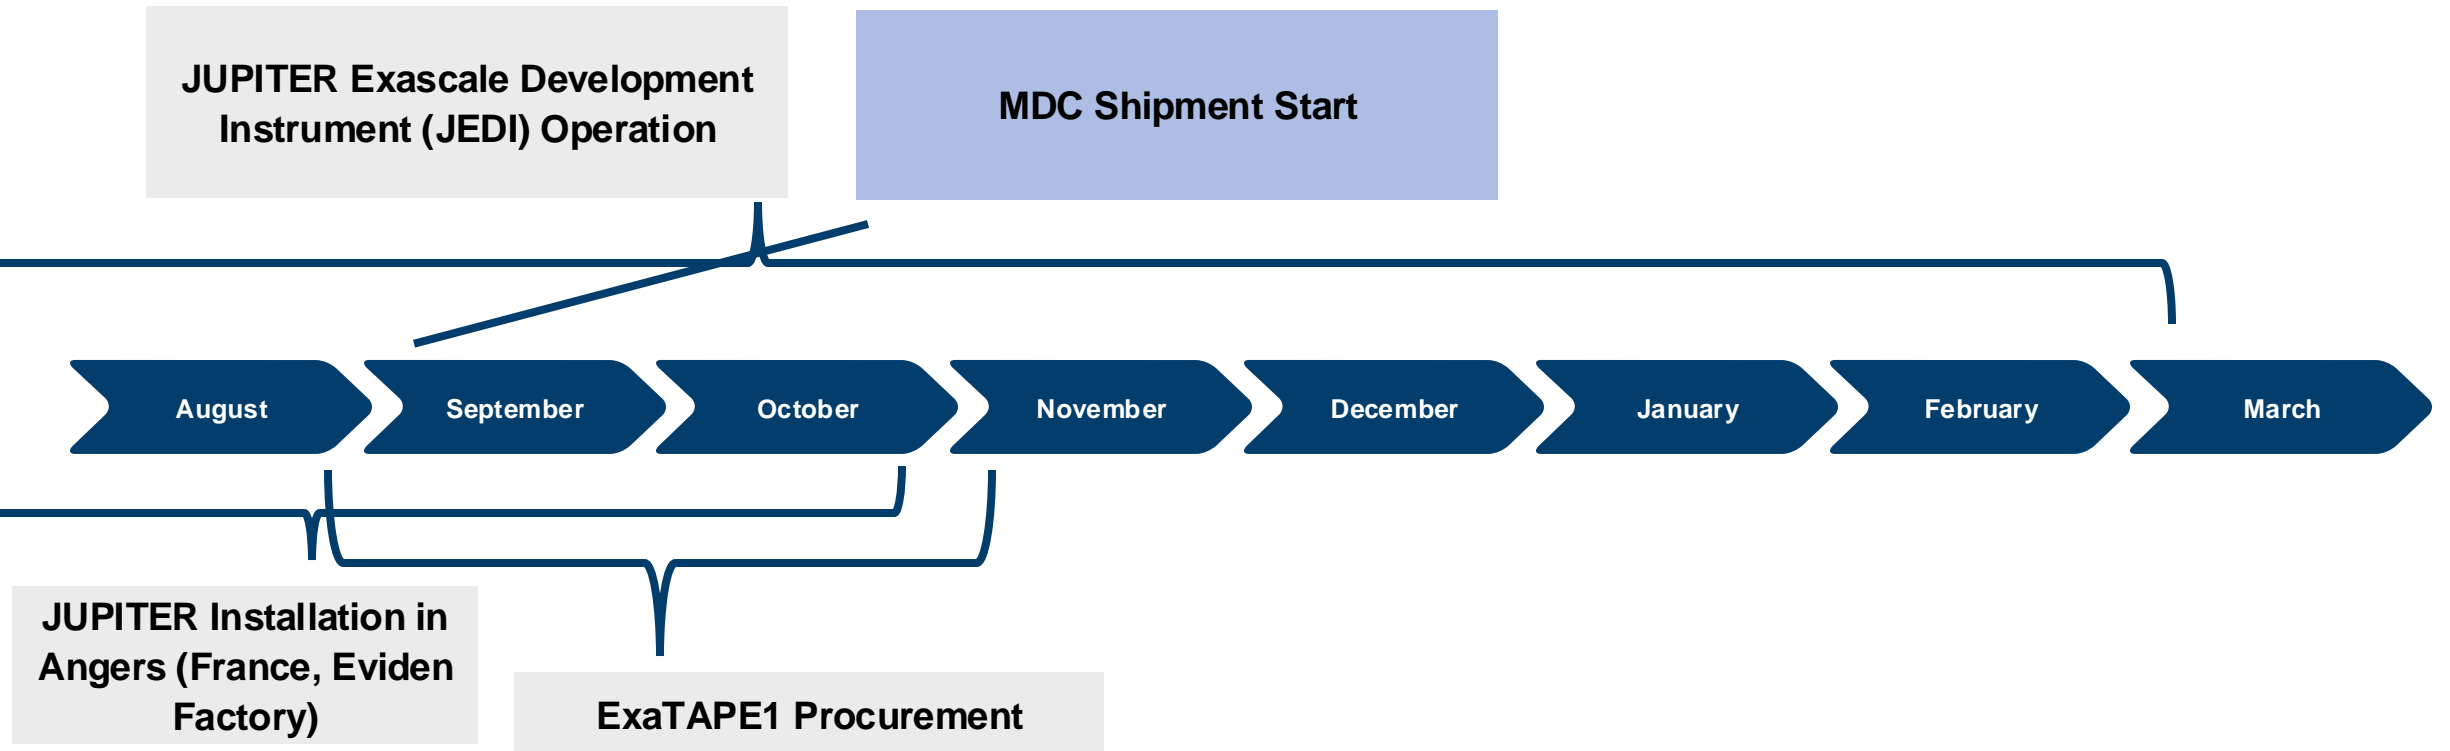 JUPITER Exascale Development
Instrument (JEDI) Operation
MDC Shipment Start
August
September
October
November
December
January
February
March
JUPITER Installation in
Angers (France, Eviden
Factory)
ExaTAPE1 Procurement